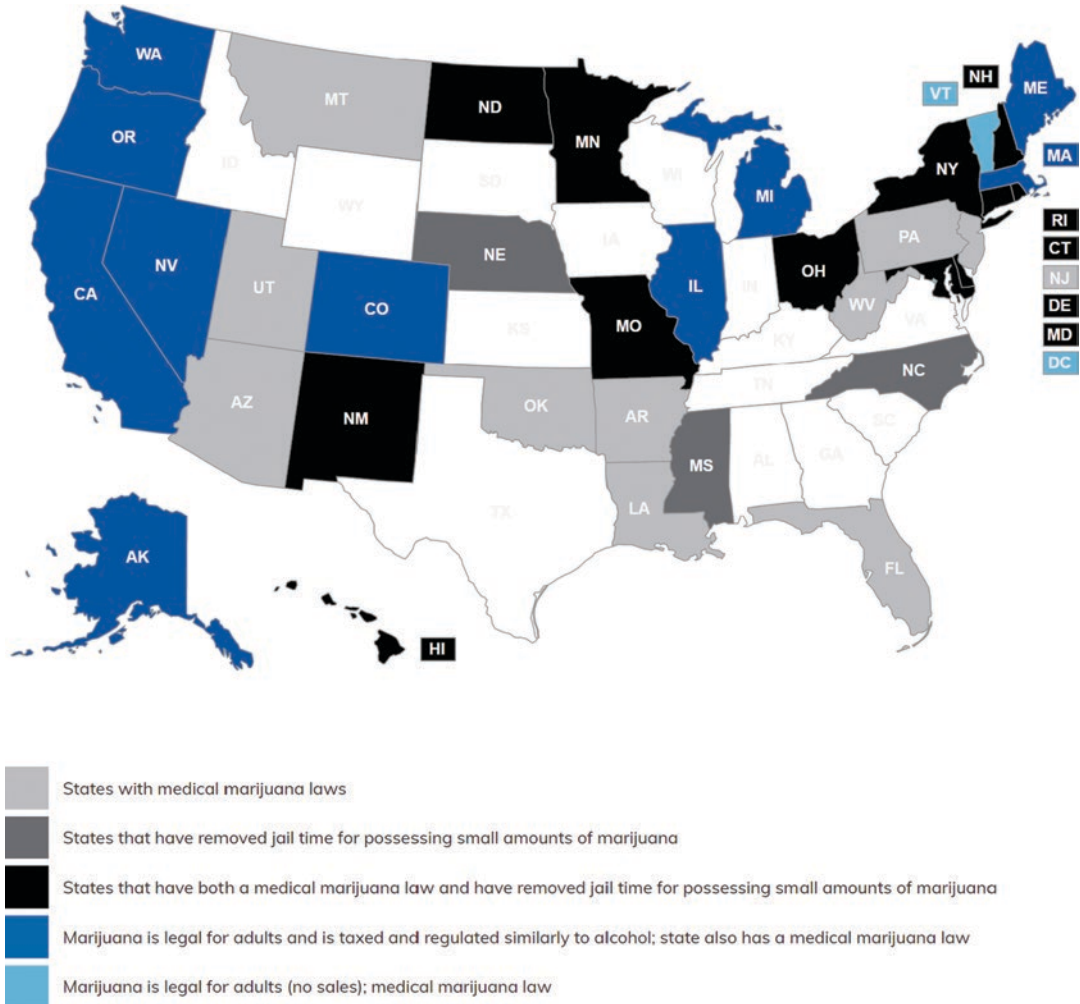 WA
MT
ND
MN
VT
NH
ME
OR
ID
WY
SD
WI
MI
NY
MA
NV
UT
CO
NE
IA
IL
IN
OH
PA
RI
CT
NJ
DE
MD
DC
CA
KS
MO
KY
WV
VA
AZ
NM
OK
AR
TN
NC
SC
TX
LA
MS
AL
GA
FL
AK
HI
States with medical marijuana laws
States that have removed jail time for possessing small amounts of marijuana
States that have both a medical marijuana law and have removed jail time for possessing small amounts of marijuana
Marijuana is legal for adults and is taxed and regulated similarly to alcohol; state also has a medical marijuana law
Marijuana is legal for adults (no sales); medical marijuana law